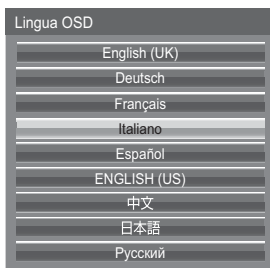 Lingua OSD
English (UK)
Deutsch
Français
Italiano
Español
ENGLISH (US)
中文
日本語
Русский